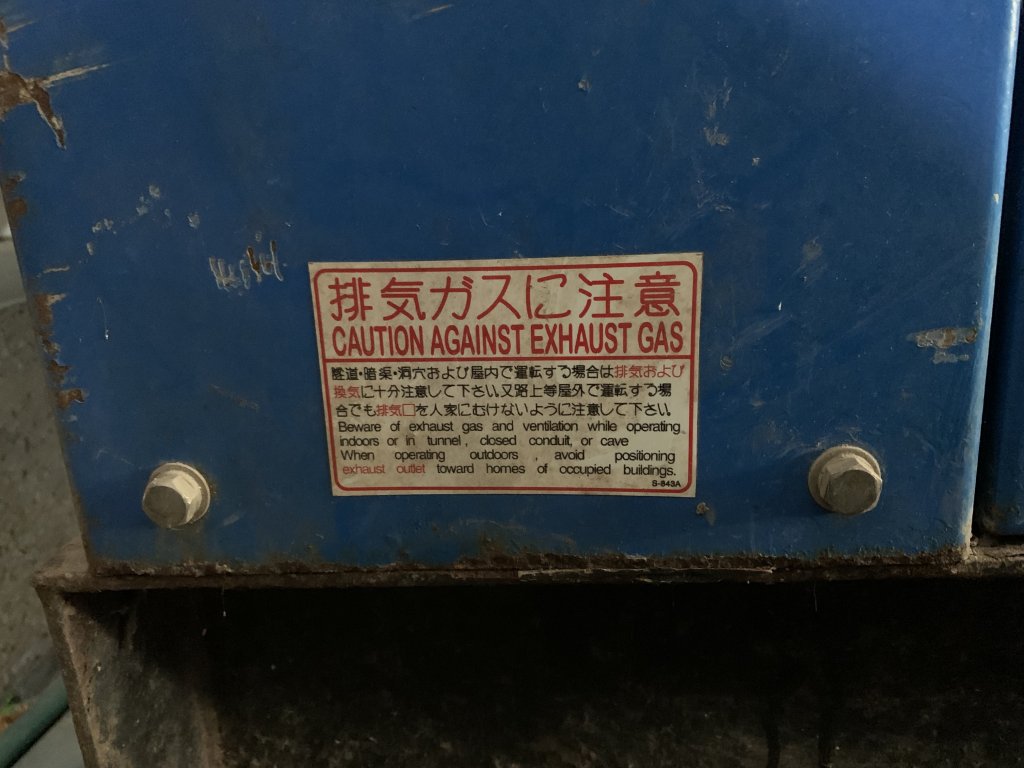 排気ガスに注意
CAUTION AGAINST EXHAUST GAS
隧道・暗渠・洞穴および屋内で運転する場合は排気および
換気に十分注意して下さい。又路上等屋外で運転する場
合でも排気口を人家にむけないように注意して下さい。
Beware of exhaust gas and ventilation while operating
indoors or in tunnel, closed conduit, or cave
When operating outdoors, avoid positioning
exhaust outlet toward homes of occupied buildings.
S-843A